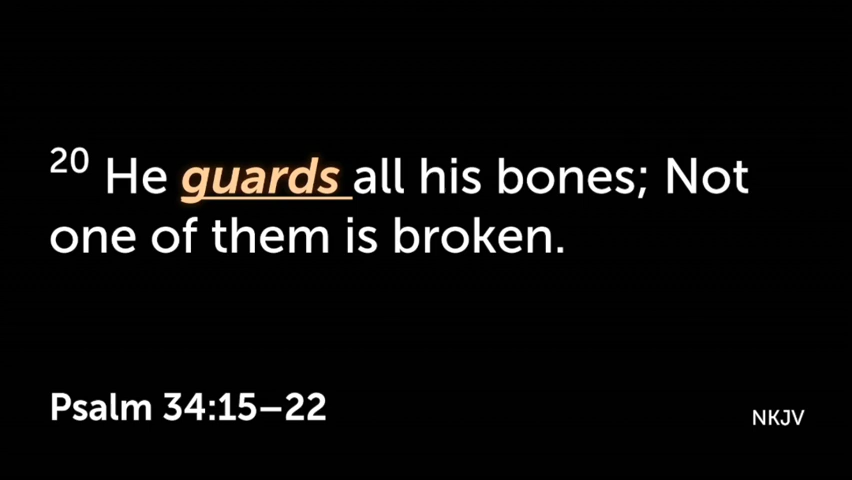 20 He guards all his bones; Not
one of them is broken.
Psalm 34:15–22
NKJV